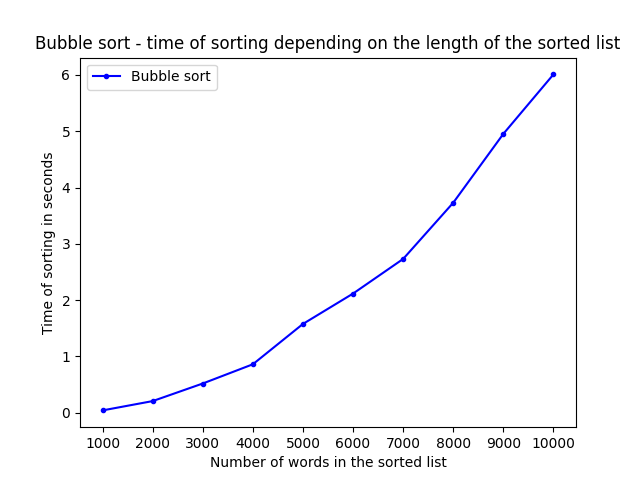 Bubble sort - time of sorting depending on the length of the sorted list
Bubble sort
Time of sorting in seconds
6
5
4
3
2
1
0
1000 2000 3000 4000 5000 6000 7000 8000 9000 10000
Number of words in the sorted list